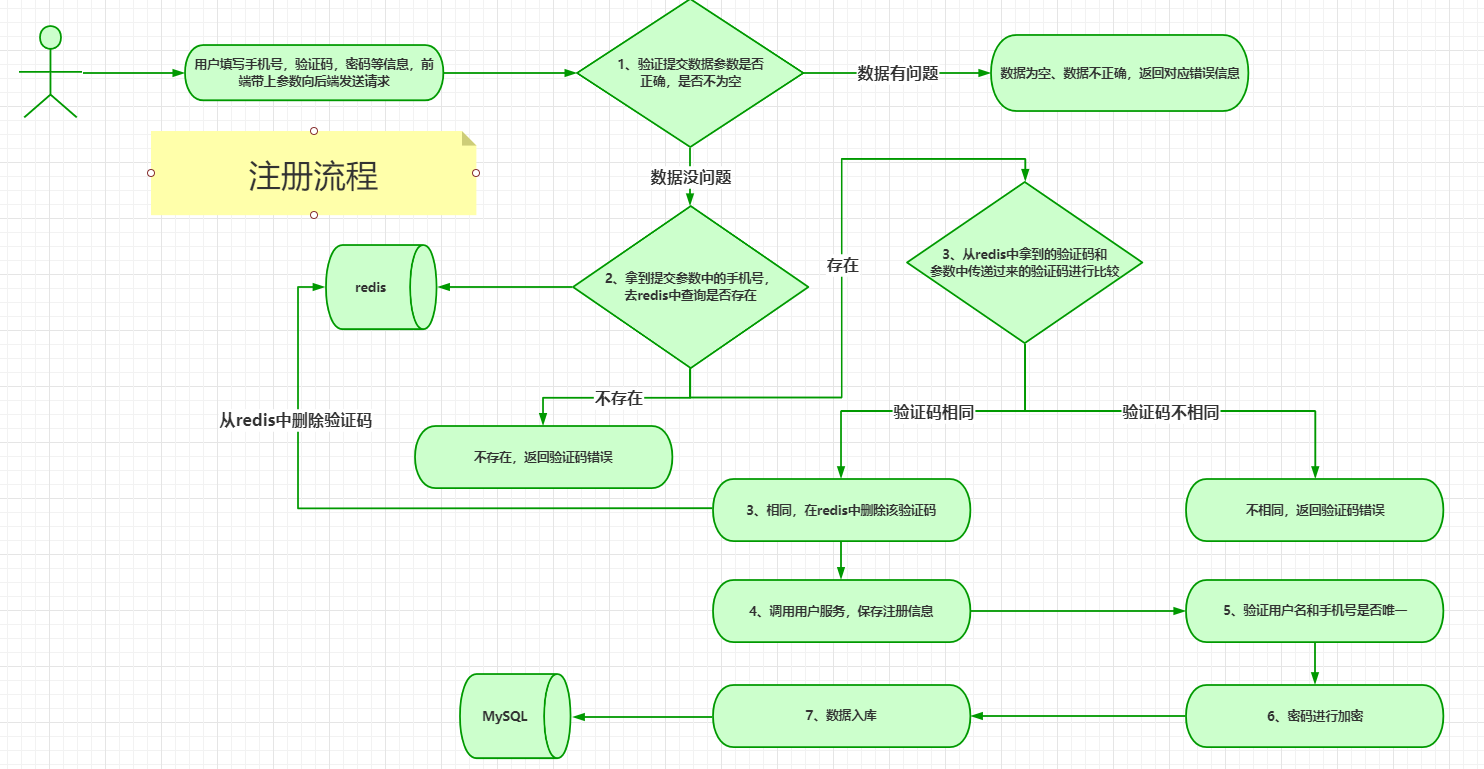 用户填写手机号，验证码，密码等信息，前
端带上参数向后端发送请求
1、验证提交数据参数是否
正确，是否不为空
数据有问题
数据为空、数据不正确，返回对应错误信息
注册流程
数据没问题
2、拿到提交参数中的手机号，
去redis中查询是否存在
redis
存在
3、从redis中拿到的验证码和
参数中传递过来的验证码进行比较
不存在
从redis中删除验证码
不存在，返回验证码错误
验证码相同
验证码不相同
3、相同，在redis中删除该验证码
不相同，返回验证码错误
4、调用用户服务，保存注册信息
5、验证用户名和手机号是否唯一
6、密码进行加密
7、数据入库
MySQL